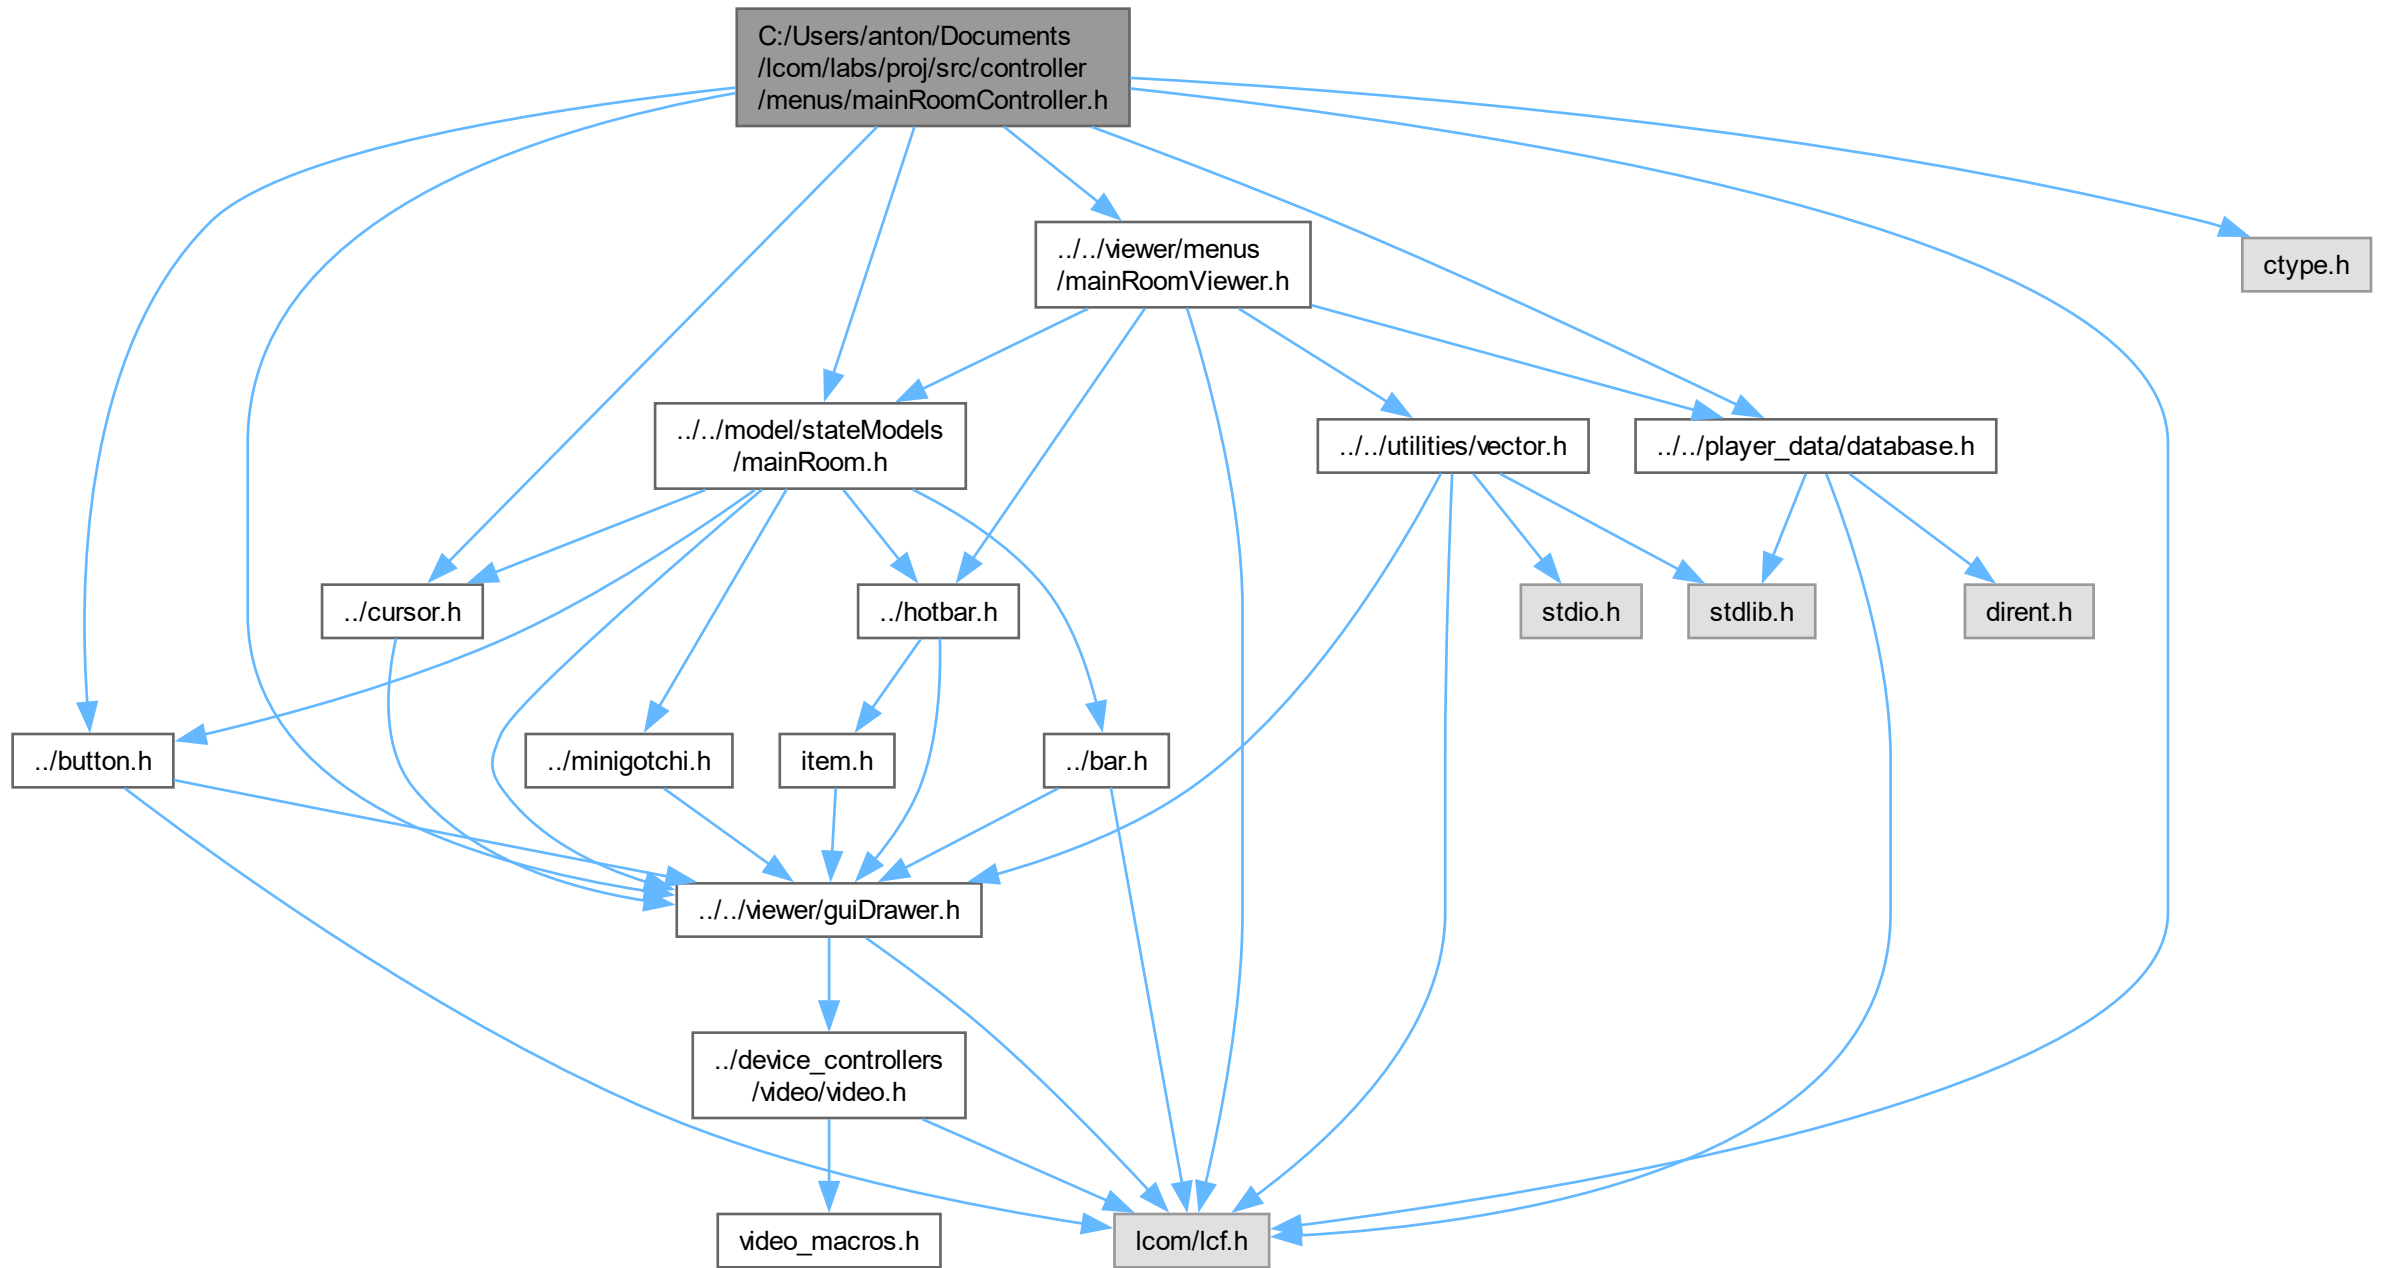 C:/Users/anton/Documents
/lcom/labs/proj/src/controller
/menus/mainRoomController.h
../../viewer/menus
/mainRoomViewer.h
ctype.h
../../model/stateModels
/mainRoom.h
../../utilities/vector.h
../../player_data/database.h
../cursor.h
../hotbar.h
stdio.h
stdlib.h
dirent.h
../button.h
../minigotchi.h
item.h
../bar.h
../../viewer/guiDrawer.h
../device_controllers
/video/video.h
video_macros.h
lcom/lcf.h